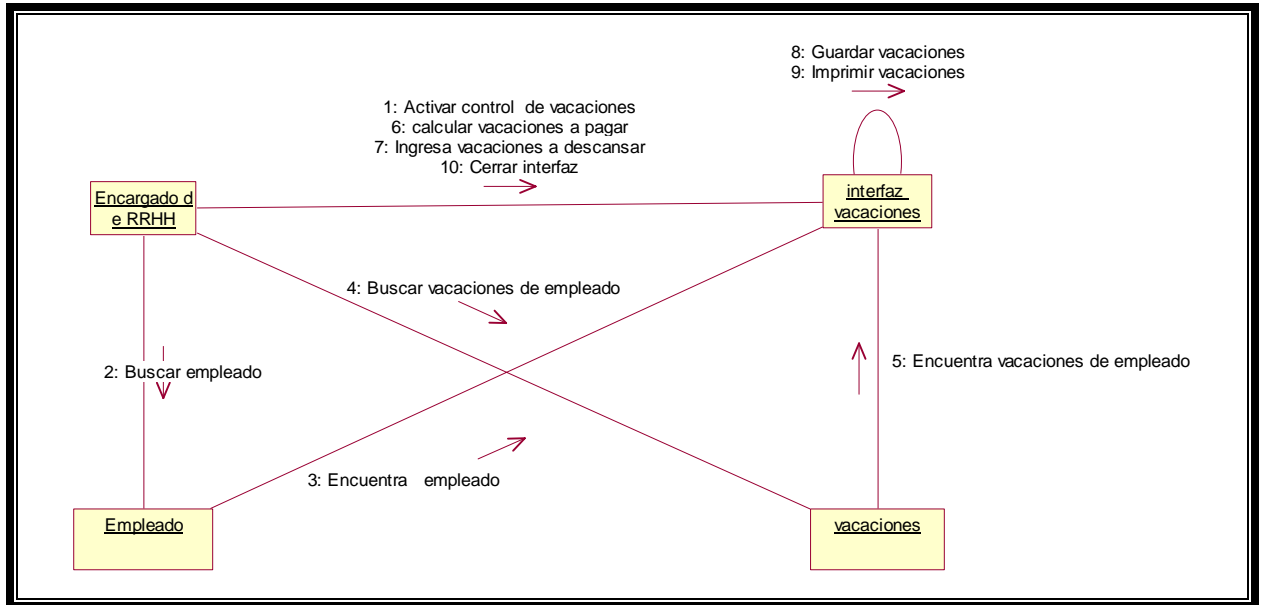 8: Guardar vacaciones
9: Imprimir vacaciones
1: Activar control de vacaciones
6: calcular vacaciones a pagar
7: Ingresa vacaciones a descansar
10: Cerrar interfaz
Encargado d
e RRHH
interfaz
vacaciones
4: Buscar vacaciones de empleado
2: Buscar empleado
5: Encuentra vacaciones de empleado
3: Encuentra empleado
Empleado
vacaciones